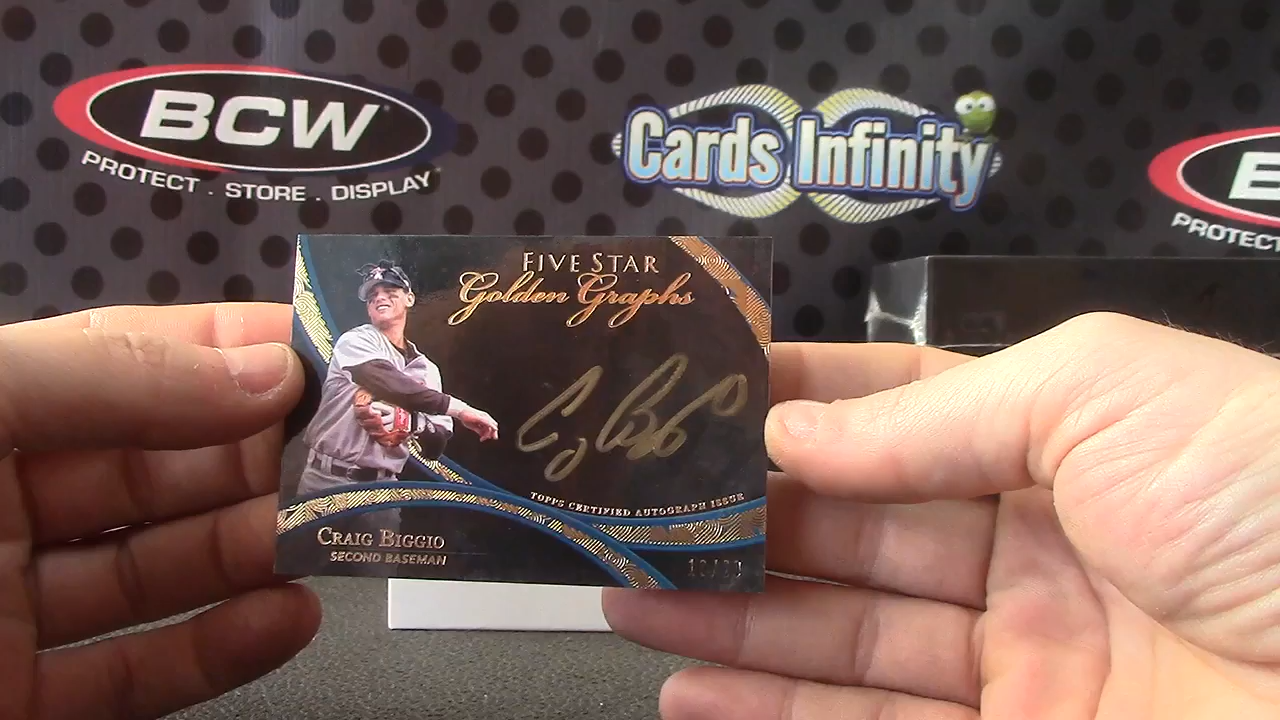 BCW
PROTECT . STORE . DISPLAY
Cards Infinity
B
PROTECT
FIVE STAR
Golden Graphs
TOPPS CERTIFIED AUTOGRAPH ISSUE
CRAIG BIGGIO
SECOND BASEMAN